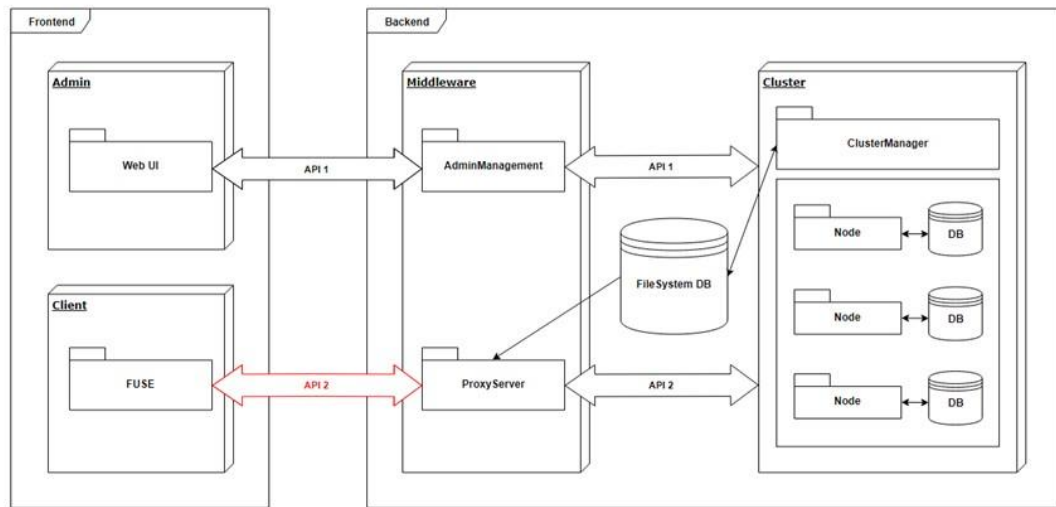 Frontend
Backend
Admin
Web UI
API 1
Middleware
AdminManagement
API 1
Cluster
ClusterManager
FileSystem DB
Node
DB
Node
DB
Node
DB
Client
FUSE
API 2
ProxyServer
API 2